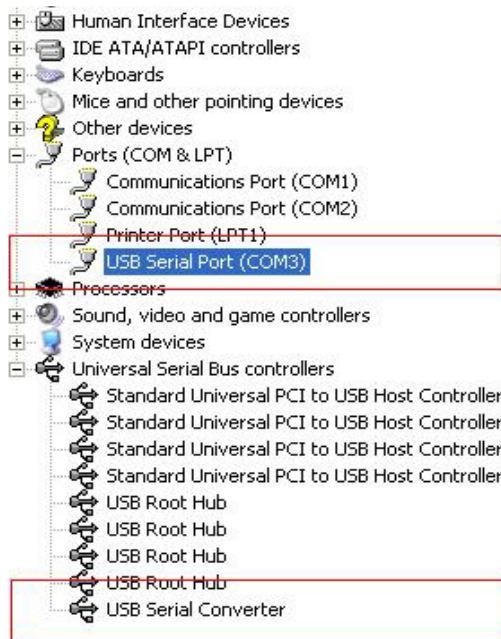 Human Interface Devices
IDE ATA/ATAPI controllers
Keyboards
Mice and other pointing devices
Other devices
Ports (COM & LPT)
Communications Port (COM1)
Communications Port (COM2)
Printer Port (LPT1)
USB Serial Port (COM3)
Processors
Sound, video and game controllers
System devices
Universal Serial Bus controllers
Standard Universal PCI to USB Host Controller
Standard Universal PCI to USB Host Controller
Standard Universal PCI to USB Host Controller
Standard Universal PCI to USB Host Controller
USB Root Hub
USB Root Hub
USB Root Hub
USB Root Hub
USB Serial Converter